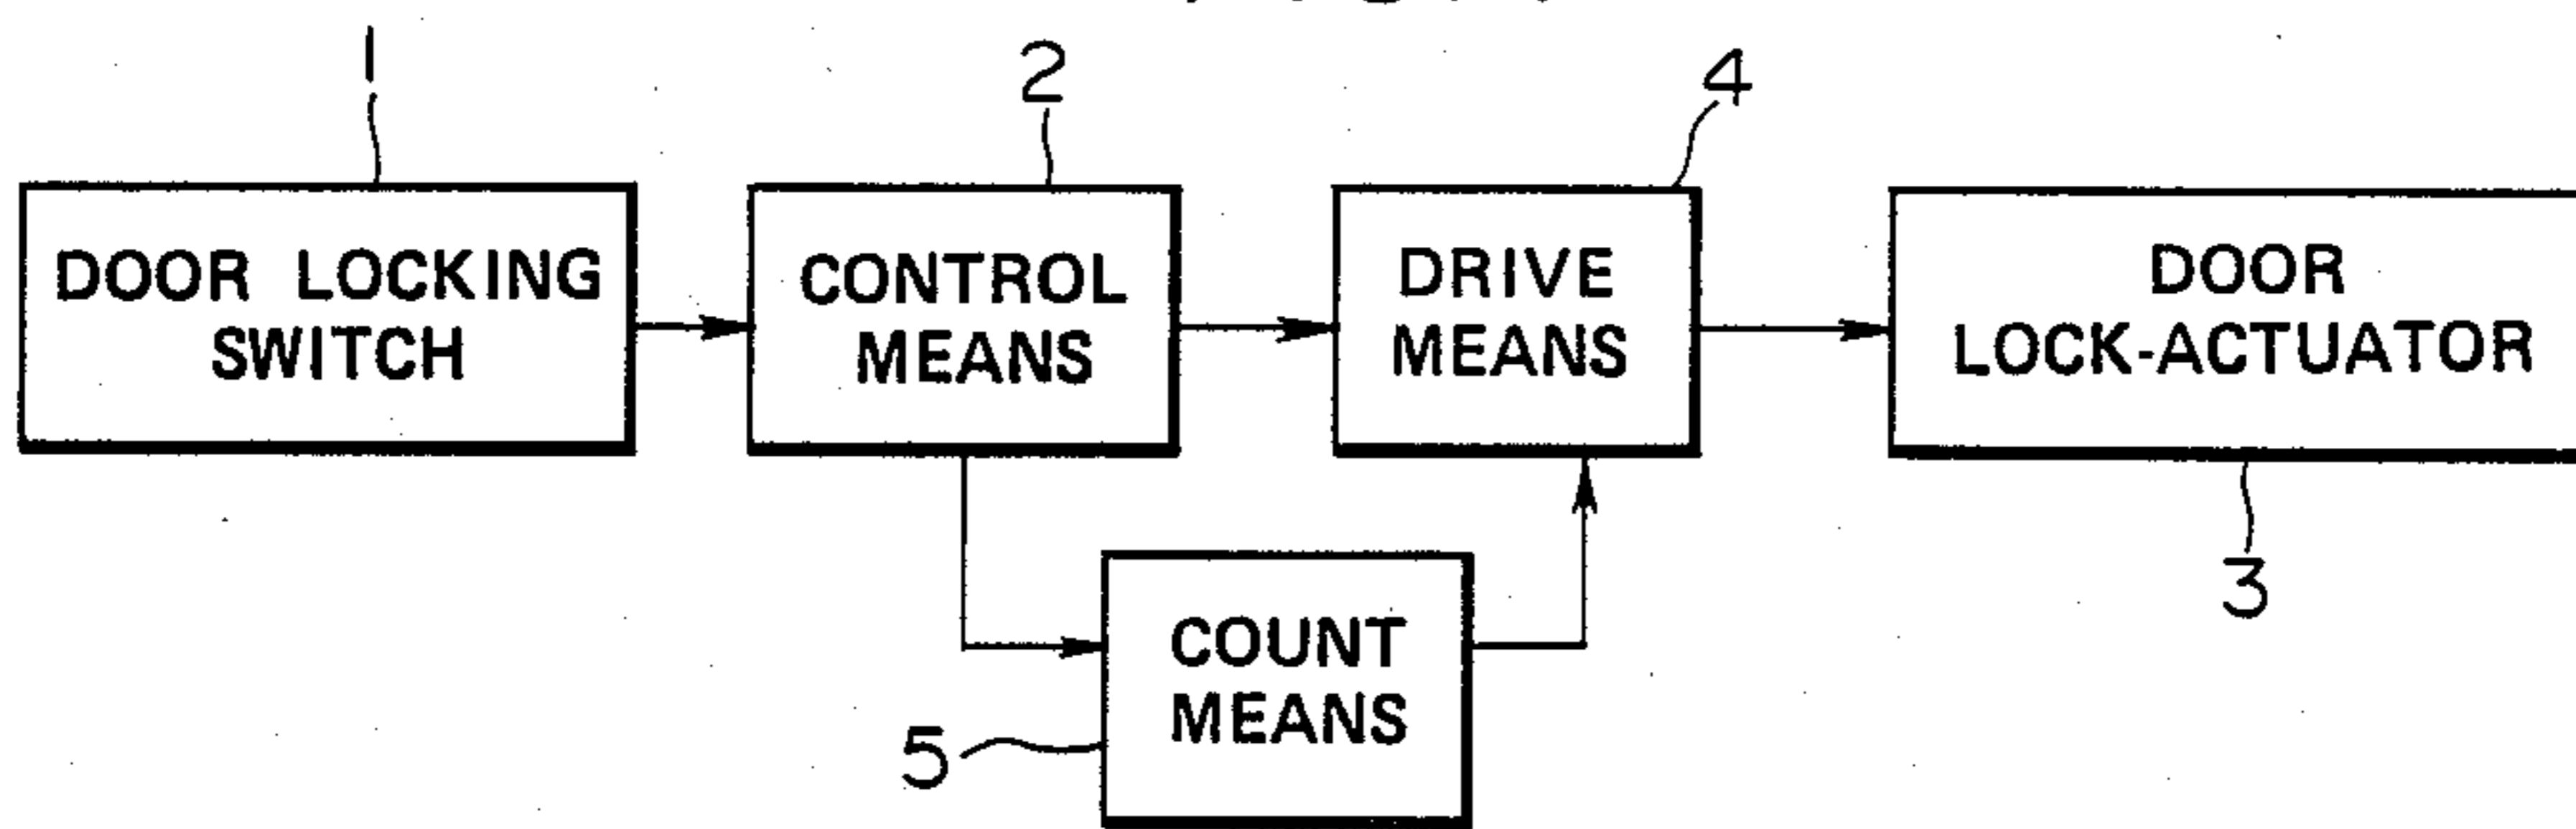 1
2
4
DOOR LOCKING
SWITCH
CONTROL
MEANS
DRIVE
MEANS
DOOR
LOCK-ACTUATOR
3
COUNT
MEANS
5